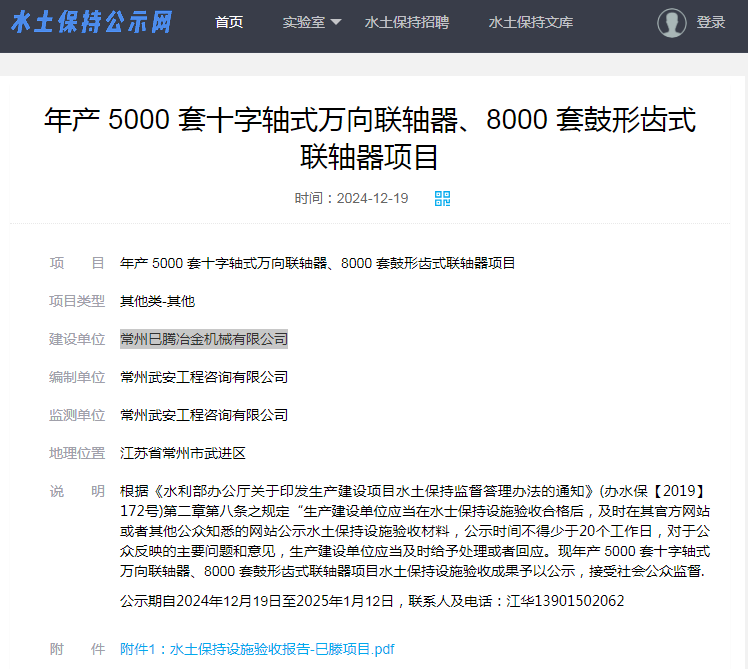 水土保持公示网
首页
实验室
水土保持招聘
水土保持文库
登录
年产 5000 套十字轴式万向联轴器、8000 套鼓形齿式
联轴器项目
时间：2024-12-19
项 目 年产 5000 套十字轴式万向联轴器、8000 套鼓形齿式联轴器项目
项目类型 其他类-其他
建设单位 常州巳腾冶金机械有限公司
编制单位 常州武安工程咨询有限公司
监测单位 常州武安工程咨询有限公司
地理位置 江苏省常州市武进区
说 明 根据《水利部办公厅关于印发生产建设项目水土保持监督答理办法的通知》(办水保【2019】
172号)第二章第八条之规定“生产建设单位应当在水土保持设施验收合格后，及时在其官方网站
或者其他公众知悉的网站公示水土保持设施验收材料，公示时间不得少于20个工作日，对于公
众反映的主要问题和意见，生产建设单位应当及时给予处理或者回应。现年产 5000 套十字轴式
万向联轴器、8000 套鼓形齿式联轴器项目水土保持设施验收成果予以公示，接受社会公众监督.
公示期自2024年12月19日至2025年1月12日，联系人及电话：江华13901502062
附 件 附件1：水土保持设施验收报告-巳滕项目.pdf